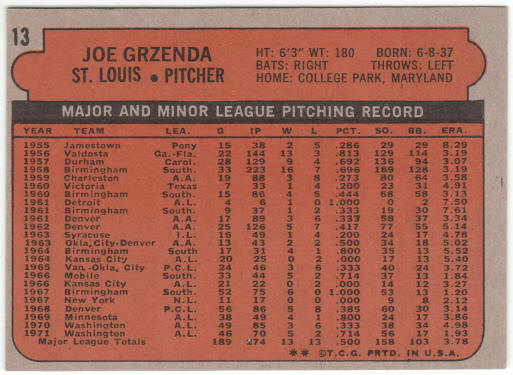 13
JOE GRZENDA
ST. LOUIS • PITCHER
HT: 6'3" WT: 180 BORN: 6-8-37
BATS: RIGHT THROWS: LEFT
HOME: COLLEGE PARK, MARYLAND
MAJOR AND MINOR LEAGUE PITCHING RECORD
YEAR TEAM LEA. G IP W L PCT. SO. BB. ERA.
1955 Jamestown Pony 15 38 2 5 .286 29 29 8.29
1956 Valdosta Ga.-Fla. 22 144 13 3 .813 129 114 3.19
1957 Durham Carol. 28 129 9 4 .692 136 94 3.07
1958 Birmingham South. 33 223 16 7 .696 189 128 3.19
1959 Charleston A.A. 19 88 3 8 .273 80 64 3.58
1960 Victoria Texas 7 33 1 4 .200 23 31 4.91
1960 Birmingham South. 15 86 4 5 .444 68 58 3.13
1961 Detroit A.L. 4 6 1 0 1.000 0 2 7.50
1961 Birmingham South. 9 37 1 2 .333 19 30 7.61
1961 Denver A.A. 17 89 3 6 .333 58 37 3.34
1962 Denver A.A. 25 126 5 7 .417 77 55 5.14
1963 Syracuse I.L. 16 49 1 4 .200 24 17 4.78
1963 Okla. City-Denver A.A. 13 43 2 2 .500 34 18 5.02
1964 Birmingham South 17 31 4 1 .800 35 13 5.52
1964 Kansas City A.L. 20 25 0 2 .000 17 13 5.40
1965 Van.-Okla. City P.C.L. 24 46 3 6 .333 40 24 3.72
1966 Mobile South. 33 44 5 2 .714 37 13 1.84
1966 Kansas City A.L. 21 22 0 2 .000 14 12 3.27
1967 Birmingham South. 52 75 6 0 1.000 53 13 1.20
1967 New York N.L. 11 17 0 0 .000 9 8 2.12
1968 Denver P.C.L. 56 86 5 8 .385 60 30 3.14
1969 Minnesota A.L. 38 49 4 1 .800 24 17 3.86
1970 Washington A.L. 49 85 3 6 .333 38 34 4.98
1971 Washington A.L. 46 70 5 2 .714 56 17 1.93
Major League Totals 189 274 13 13 .500 158 103 3.78
** ©T.C.G. PRTD. IN U.S.A.